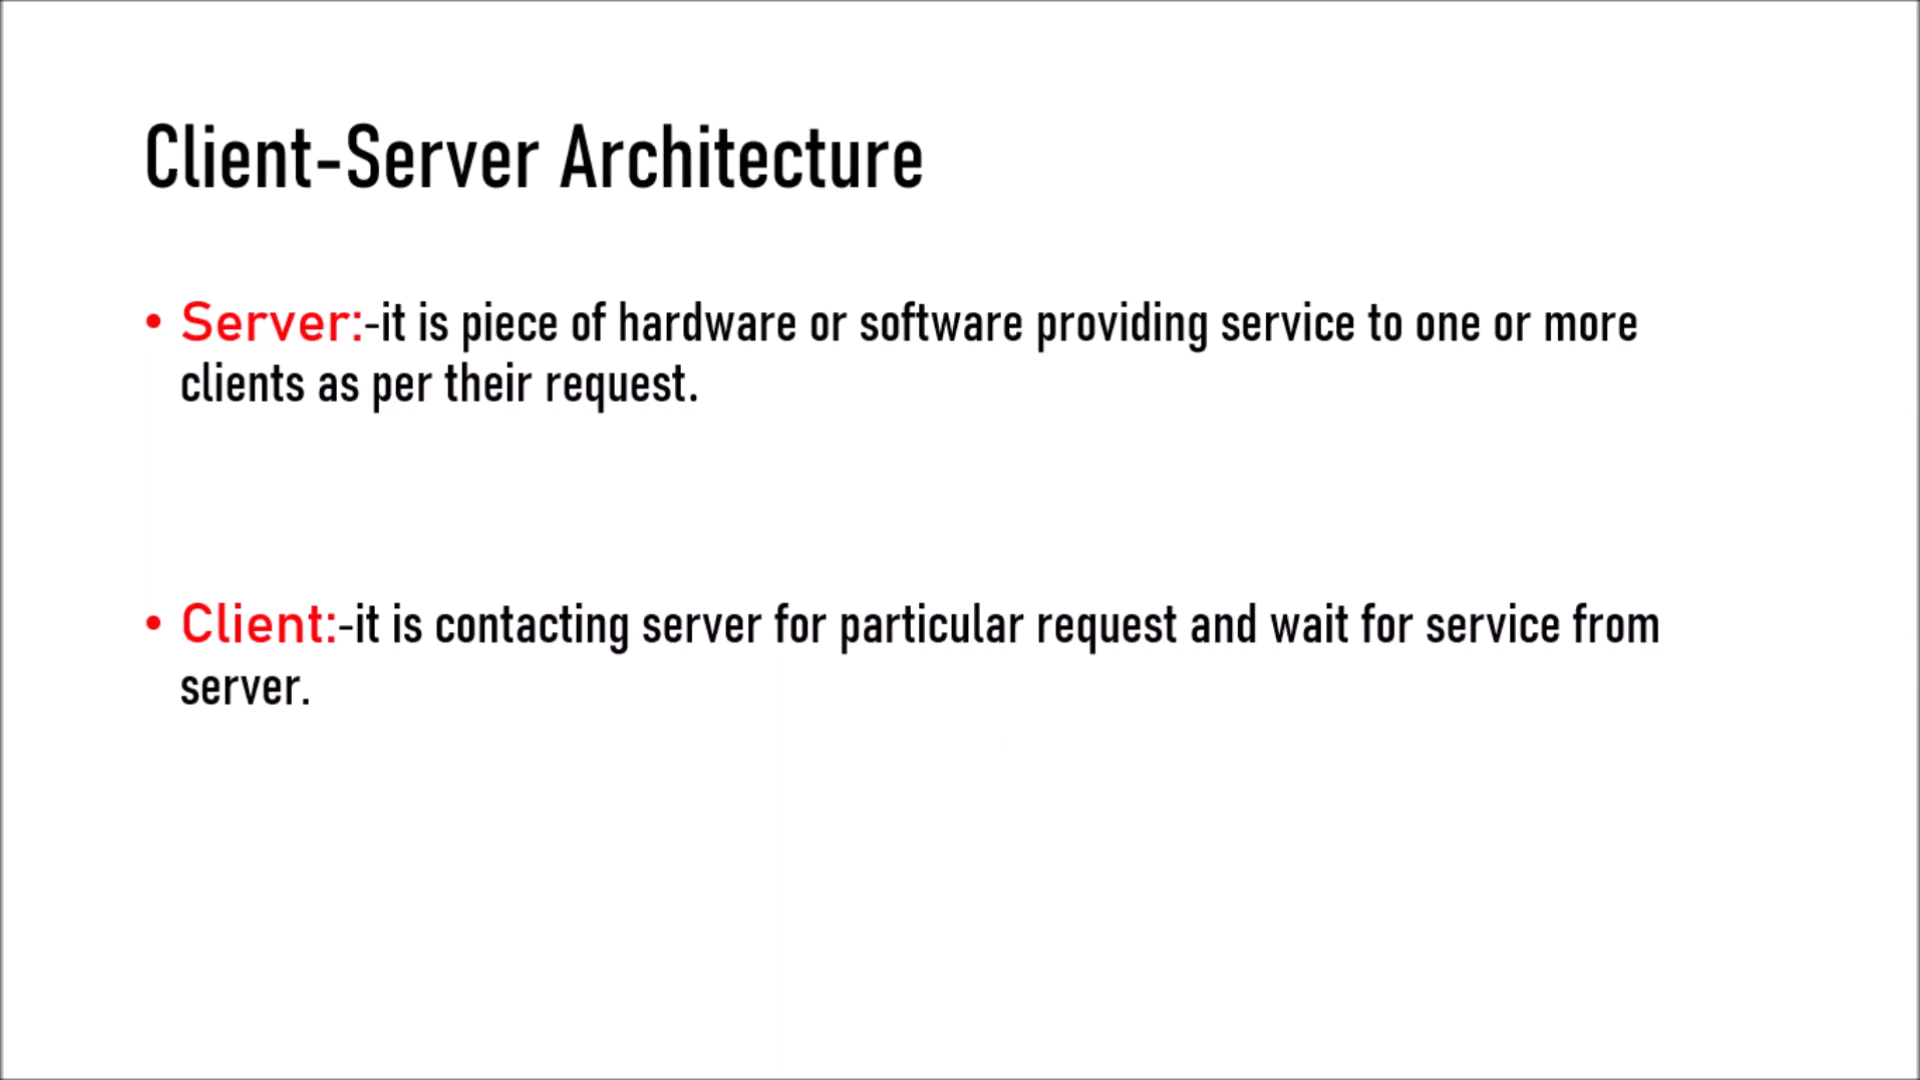 Client-Server Architecture
• Server:-it is piece of hardware or software providing service to one or more
clients as per their request.
• Client:-it is contacting server for particular request and wait for service from
server.